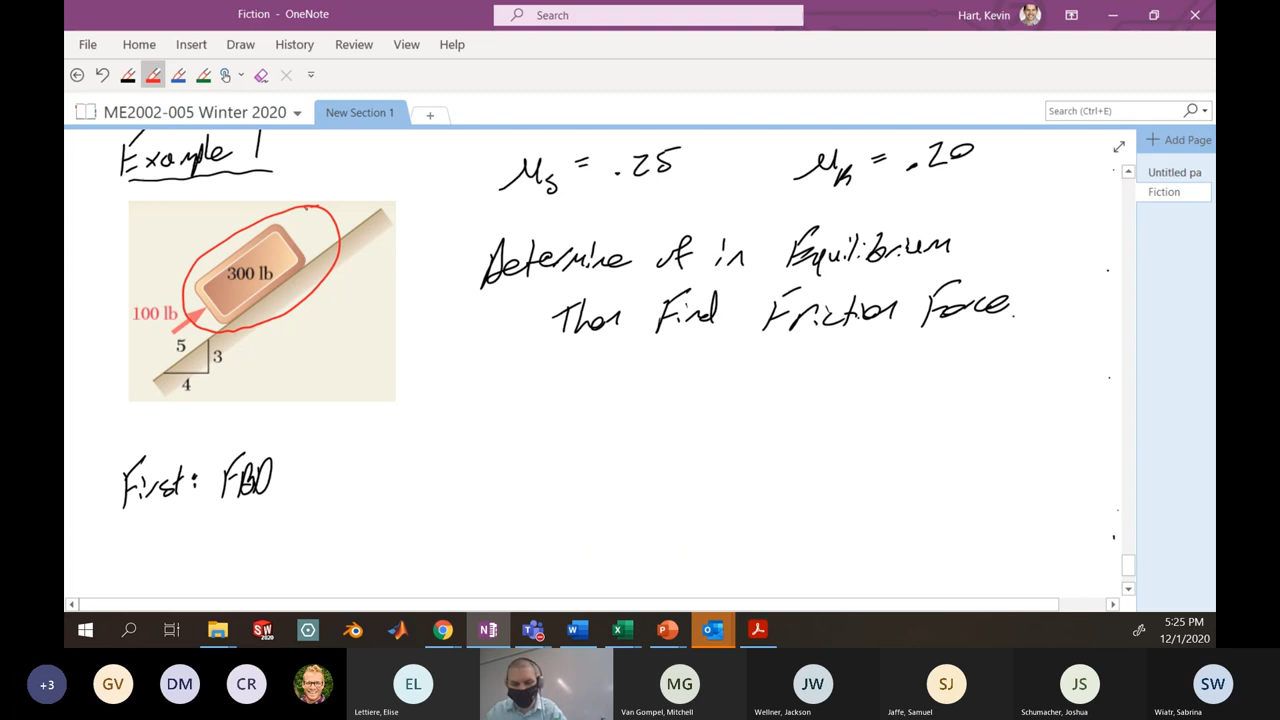 Fiction - OneNote
Search
Hart, Kevin
File Home Insert Draw History Review View Help
ME2002-005 Winter 2020
New Section 1
+
Search (Ctrl+E)
Add Page
Untitled pa
Fiction
Example 1
μs = .25
μk = .20
300 lb
100 lb
5
3
4
Determine if in Equilibrium
Then Find Friction Force.
First: FBD
5:25 PM
12/1/2020
+3
GV
DM
CR
EL
MG
JW
SJ
JS
SW
Lettiere, Elise
Van Gompel, Mitchell
Wellner, Jackson
Jaffe, Samuel
Schumacher, Joshua
Wiatr, Sabrina